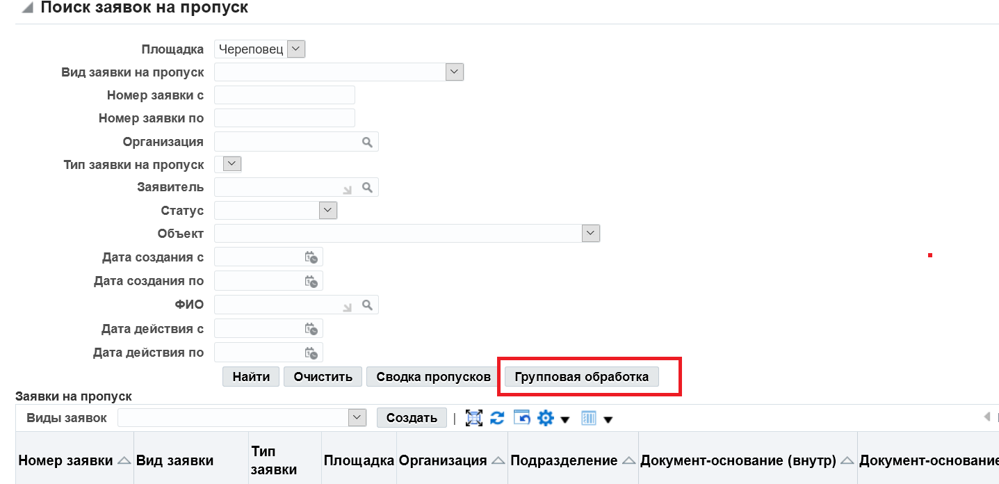 Поиск заявок на пропуск
Площадка Череповец
Вид заявки на пропуск
Номер заявки с
Номер заявки по
Организация
Тип заявки на пропуск
Заявитель
Статус
Объект
Дата создания с
Дата создания по
ФИО
Дата действия с
Дата действия по
Найти Очистить Сводка пропусков Групповая обработка
Заявки на пропуск
Виды заявок Создать
Номер заявки Вид заявки Тип заявки Площадка Организация Подразделение Документ-основание (внутр) Документ-основание